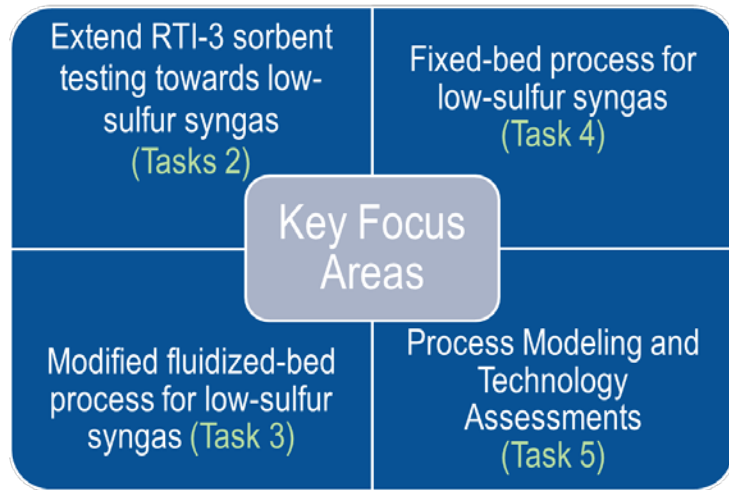 Extend RTI-3 sorbent
testing towards low-
sulfur syngas
(Tasks 2)
Fixed-bed process for
low-sulfur syngas
(Task 4)
Key Focus
Areas
Modified fluidized-bed
process for low-sulfur
syngas (Task 3)
Process Modeling and
Technology
Assessments
(Task 5)